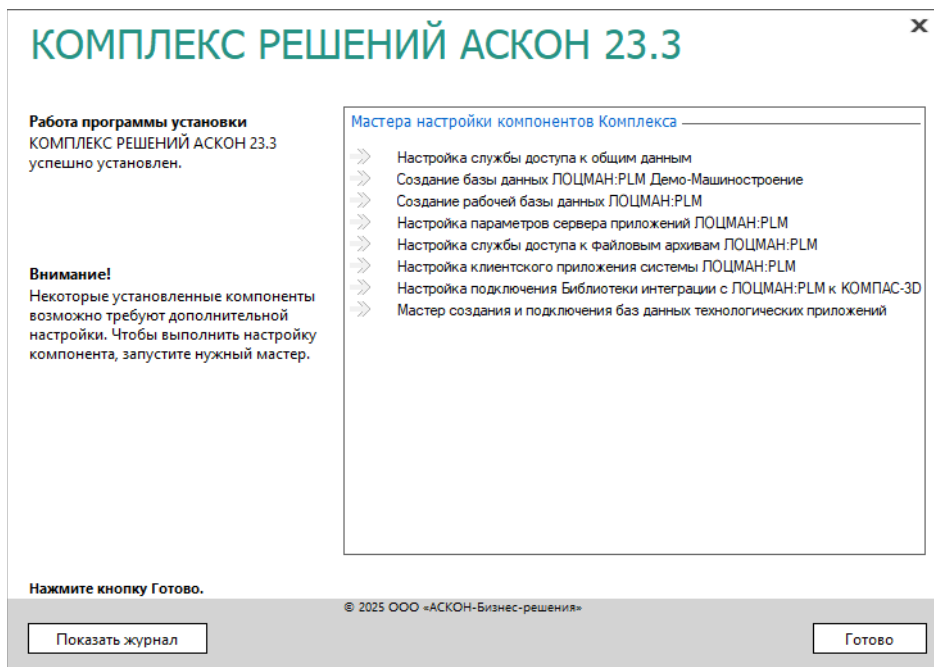 КОМПЛЕКС РЕШЕНИЙ АСКОН 23.3
Работа программы установки
КОМПЛЕКС РЕШЕНИЙ АСКОН 23.3
успешно установлен.
Внимание!
Некоторые установленные компоненты
возможно требуют дополнительной
настройки. Чтобы выполнить настройку
компонента, запустите нужный мастер.
Мастера настройки компонентов Комплекса
Настройка службы доступа к общим данным
Создание базы данных ЛОЦМАН:PLM Демо-Машиностроение
Создание рабочей базы данных ЛОЦМАН:PLM
Настройка параметров сервера приложений ЛОЦМАН:PLM
Настройка службы доступа к файловым архивам ЛОЦМАН:PLM
Настройка клиентского приложения системы ЛОЦМАН:PLM
Настройка подключения Библиотеки интеграции с ЛОЦМАН:PLM к КОМПАС-3D
Мастер создания и подключения баз данных технологических приложений
Нажмите кнопку Готово.
© 2025 ООО «АСКОН-Бизнес-решения»
Показать журнал
Готово